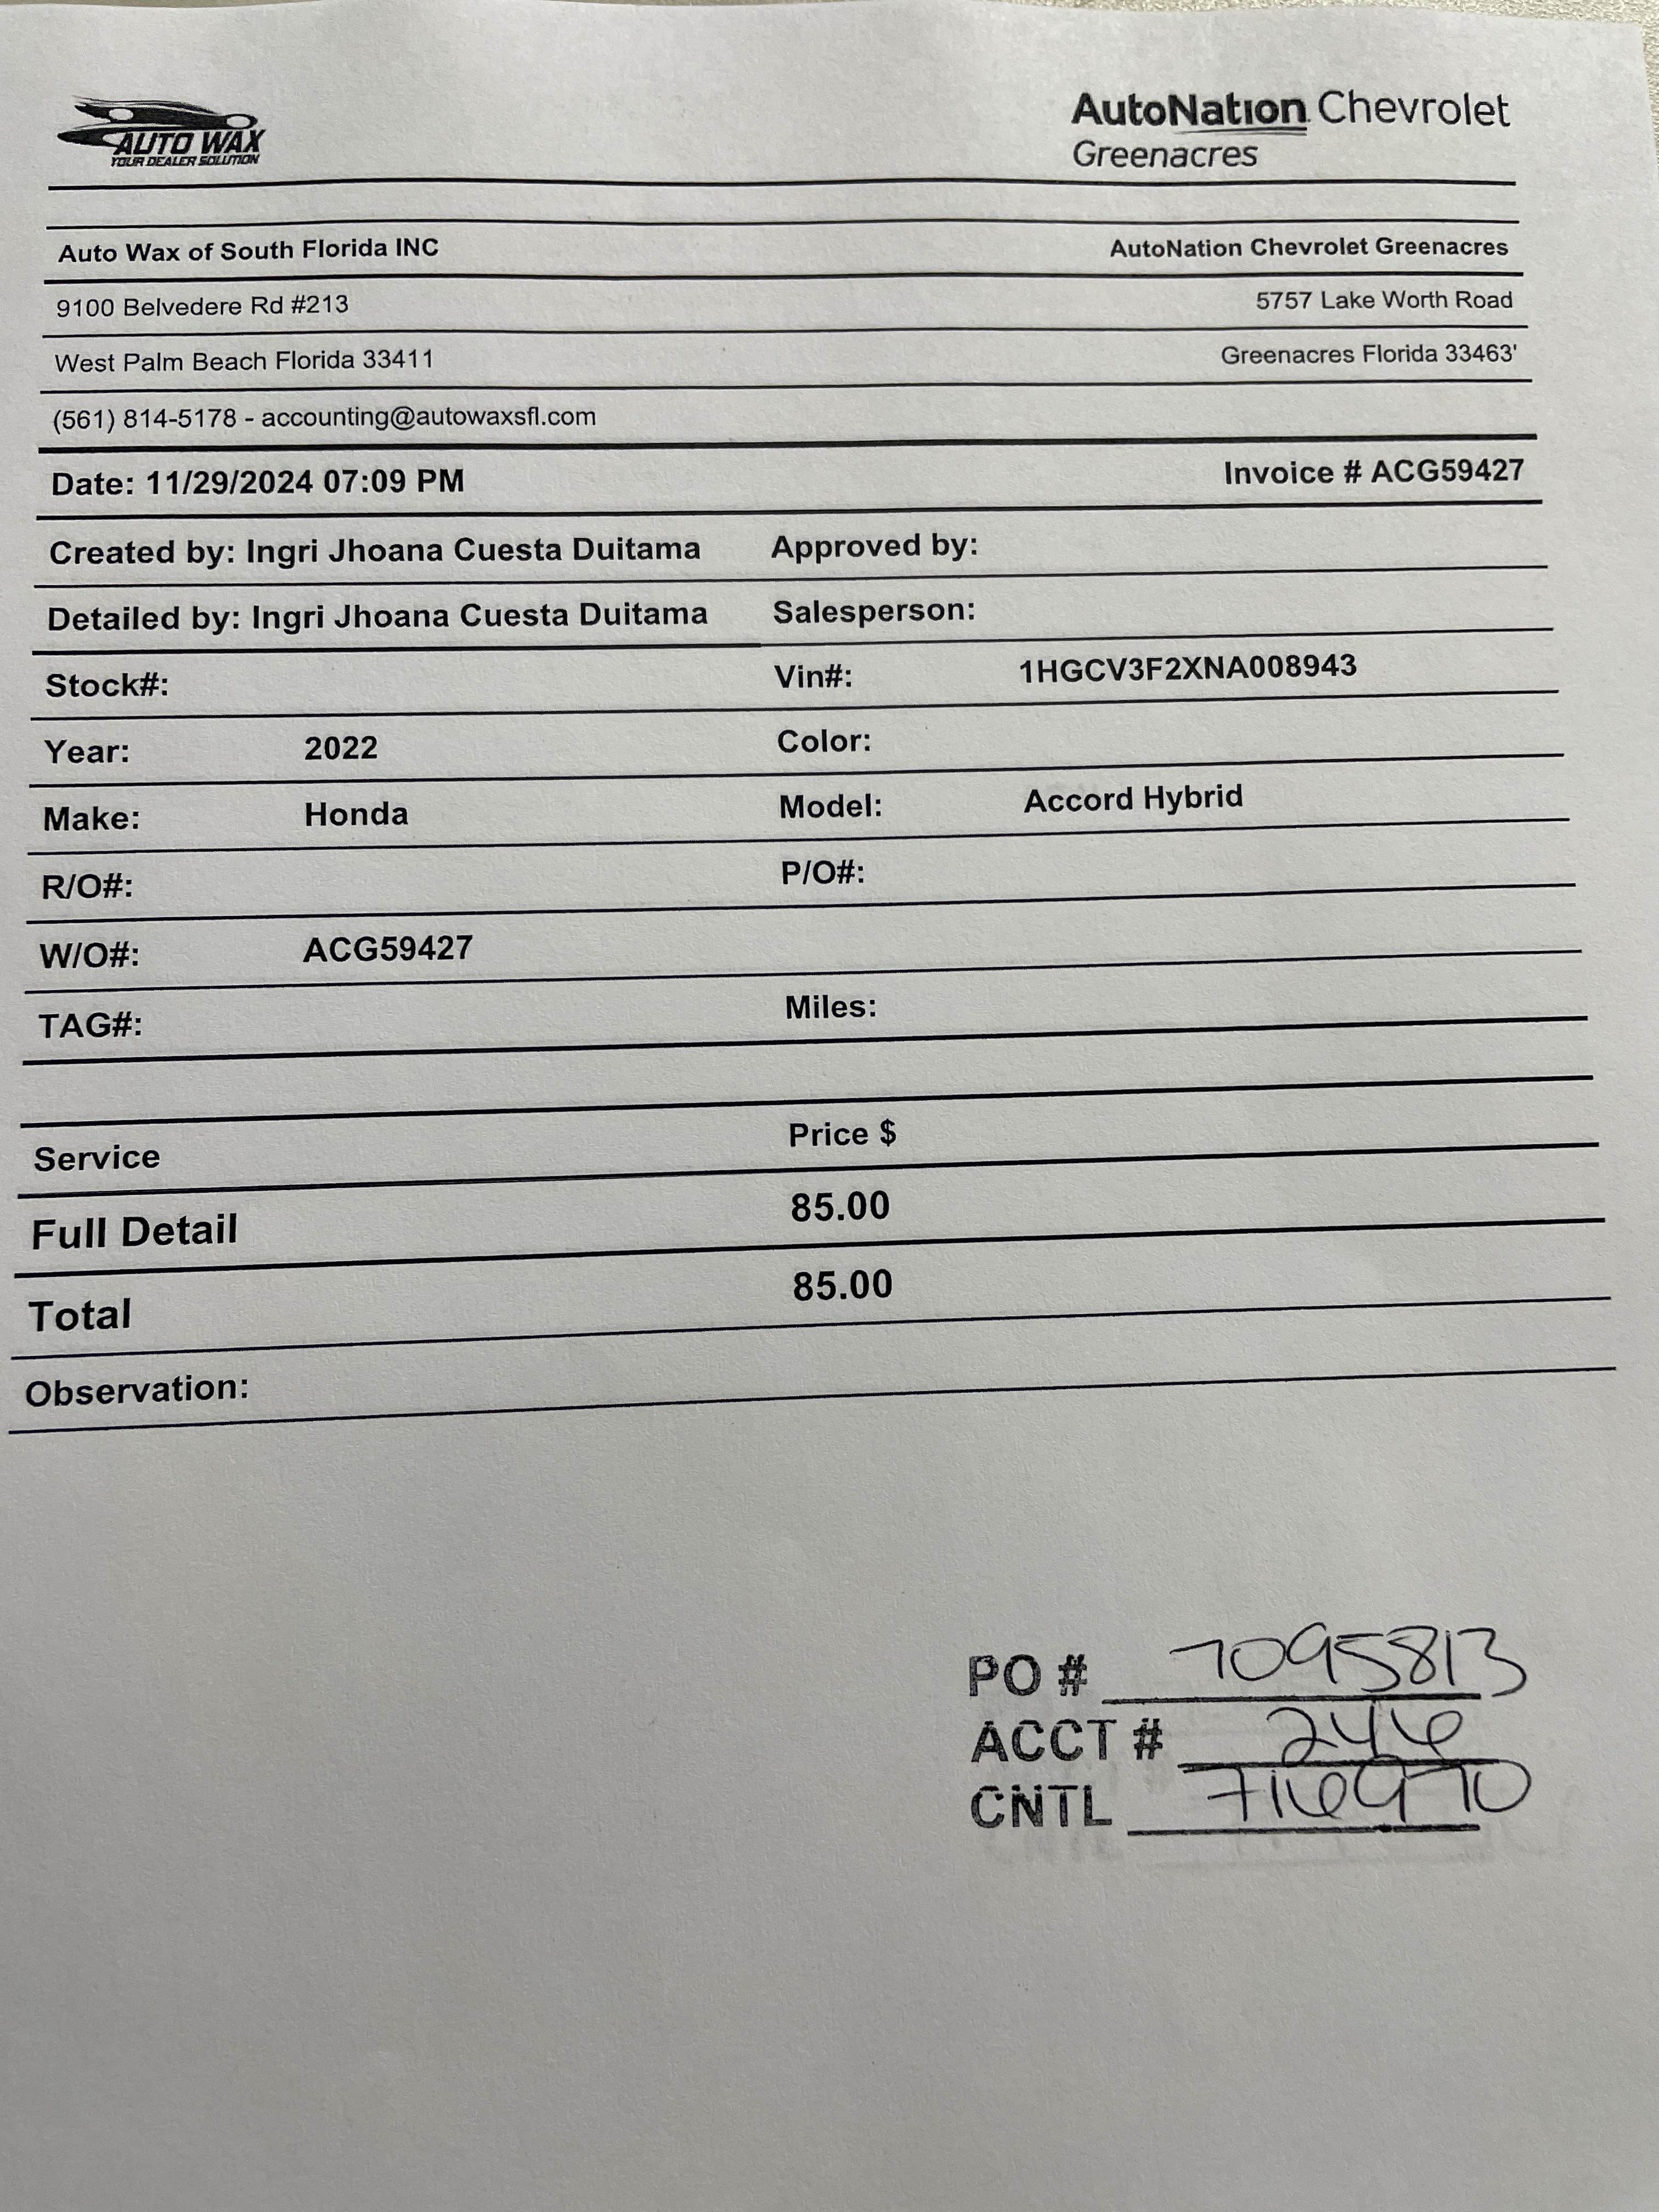 AUTO WAX
YOUR DEALER SOLUTION
AutoNation Chevrolet
Greenacres
Auto Wax of South Florida INC AutoNation Chevrolet Greenacres
9100 Belvedere Rd #213 5757 Lake Worth Road
West Palm Beach Florida 33411 Greenacres Florida 33463'
(561) 814-5178 - accounting@autowaxsfl.com
Date: 11/29/2024 07:09 PM Invoice # ACG59427
Created by: Ingri Jhoana Cuesta Duitama Approved by:
Detailed by: Ingri Jhoana Cuesta Duitama Salesperson:
Stock#: Vin#: 1HGCV3F2XNA008943
Year: 2022 Color:
Make: Honda Model: Accord Hybrid
R/O#: P/O#:
W/O#: ACG59427
TAG#: Miles:
Service Price $
Full Detail 85.00
Total 85.00
Observation:
PO # 7095813
ACCT # 246
CNTL 716970